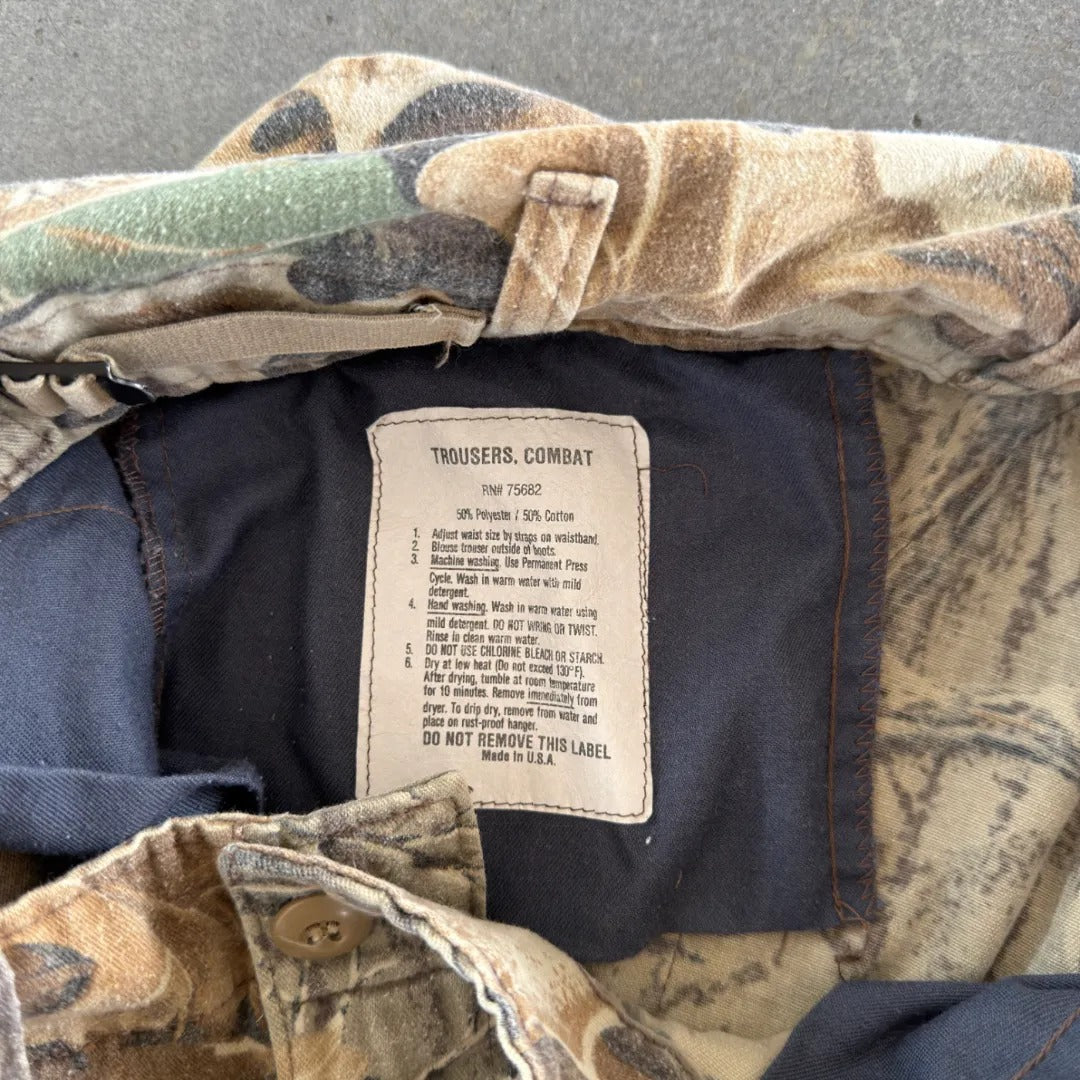 TROUSERS, COMBAT
RN# 75682
50% Polyester / 50% Cotton
1. Adjust waist size by straps on waistband.
2. Blouse trouser outside of boots.
3. Machine washing. Use Permanent Press
Cycle. Wash in warm water with mild
detergent.
4. Hand washing. Wash in warm water using
mild detergent. DO NOT WRING OR TWIST.
Rinse in clean warm water.
5. DO NOT USE CHLORINE BLEACH OR STARCH.
6. Dry at low heat (Do not exceed 130°F).
After drying, tumble at room temperature
for 10 minutes. Remove immediately from
dryer. To drip dry, remove from water and
place on rust-proof hanger.
DO NOT REMOVE THIS LABEL
Made in U.S.A.